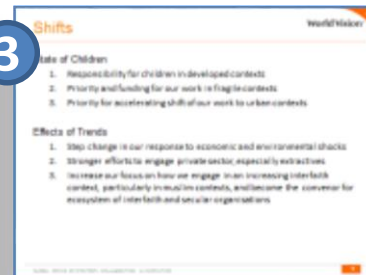 3
Shifts
World Vision
State of Children
1. Responsibility for children in developed contexts
2. Priority and funding for our work in fragile contexts
3. Priority for accelerating shift of our work to urban contexts
Effects of Trends
1. Step change in our response to economic and environmental shocks
2. Stronger efforts to engage private sector, especially extractives
3. Increase our focus on how we engage in an increasing interfaith
context, particularly in muslim contexts, and become the convenor for
ecosystem of interfaith and secular organisations